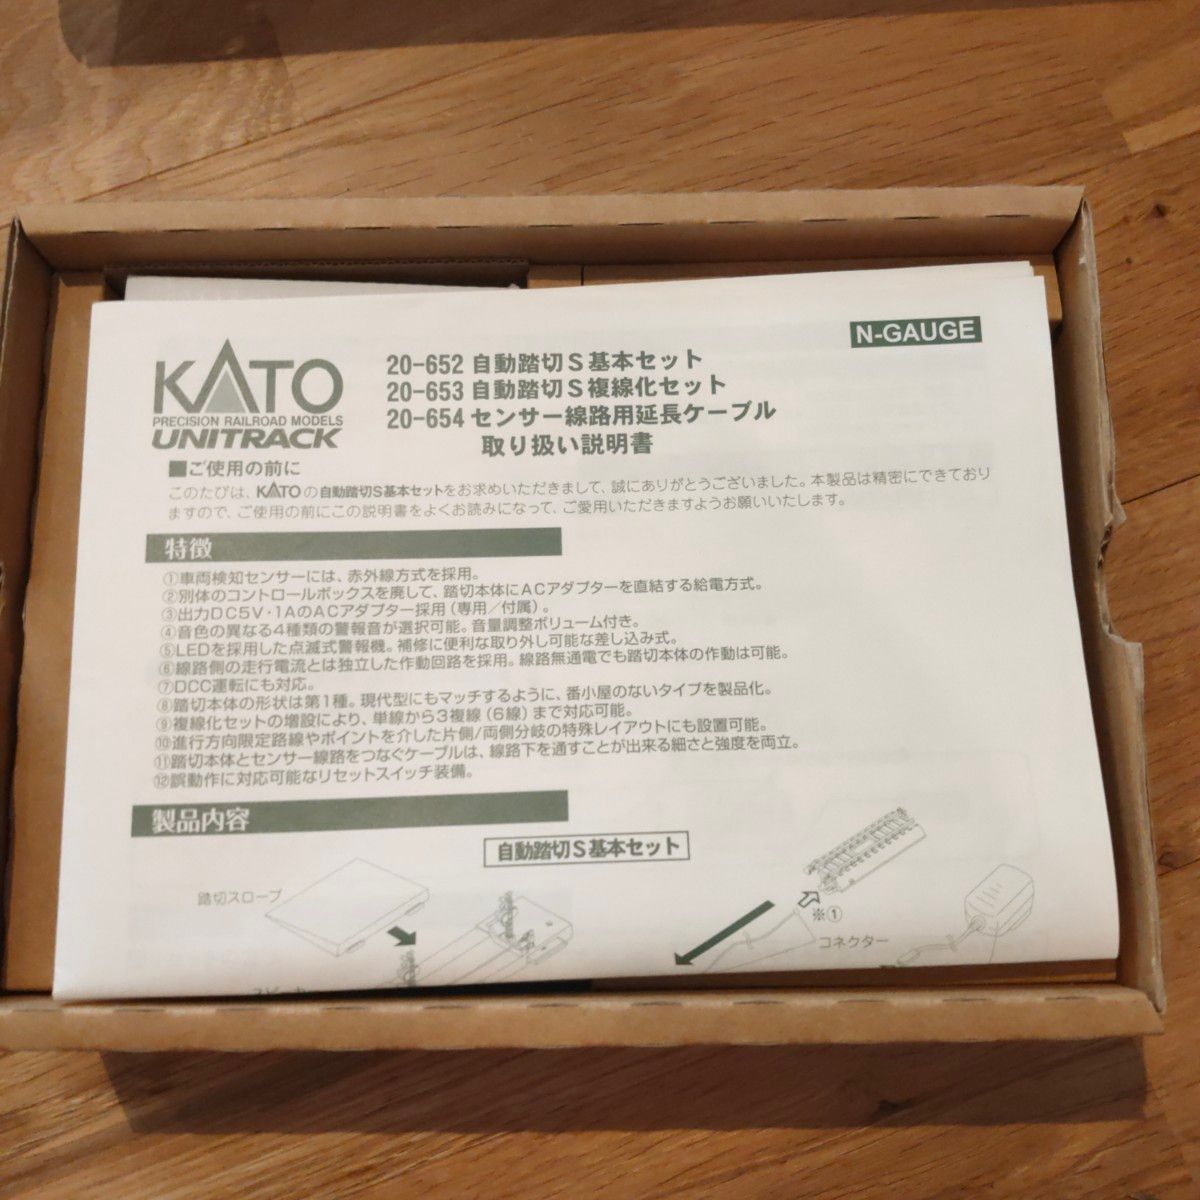 N-GAUGE
KATO
PRECISION RAILROAD MODELS
UNITRACK
20-652 自動踏切S基本セット
20-653 自動踏切S複線化セット
20-654 センサー線路用延長ケーブル
取り扱い説明書
■ご使用の前に
このたびは、KATOの自動踏切S基本セットをお求めいただきまして、誠にありがとうございました。本製品は精密にできており
ますので、ご使用の前にこの説明書をよくお読みになって、ご愛用いただきますようお願いいたします。
特徴
①車両検知センサーには、赤外線方式を採用。
②別体のコントロールボックスを廃して、踏切本体にACアダプターを直結する給電方式。
③出力DC5V・1AのACアダプター採用(専用/付属)。
④音色の異なる4種類の警報音が選択可能。音量調整ボリューム付き。
⑤LEDを採用した点滅式警報機。補修に便利な取り外し可能な差し込み式。
⑥線路側の走行電流とは独立した作動回路を採用。線路無通電でも踏切本体の作動は可能。
⑦DCC運転にも対応。
⑧踏切本体の形状は第1種。現代型にもマッチするように、番小屋のないタイプを製品化。
⑨複線化セットの増設により、単線から3複線(6線)まで対応可能。
⑩進行方向限定路線やポイントを介した片側/両側分岐の特殊レイアウトにも設置可能。
⑪踏切本体とセンサー線路をつなぐケーブルは、線路下を通すことが出来る細さと強度を両立。
⑫誤動作に対応可能なリセットスイッチ装備。
製品内容
自動踏切S基本セット
踏切スロープ
※①
コネクター